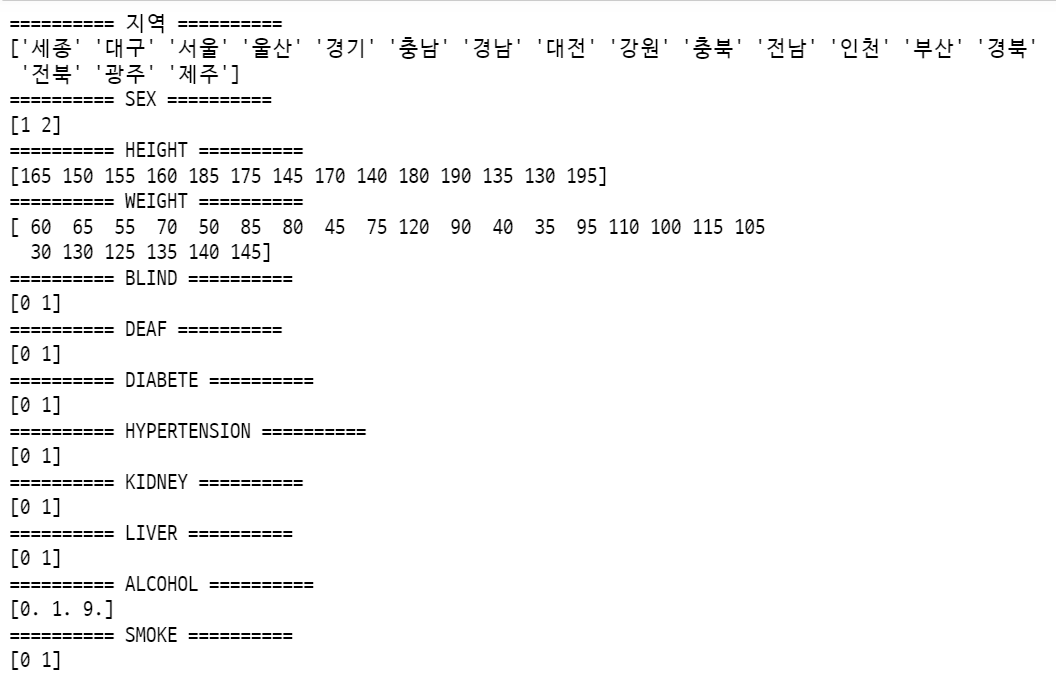 ========== 지역 ==========
['세종' '대구' '서울' '울산' '경기' '충남' '경남' '대전' '강원' '충북' '전남' '인천' '부산' '경북'
 '전북' '광주' '제주']
========== SEX ==========
[1 2]
========== HEIGHT ==========
[165 150 155 160 185 175 145 170 140 180 190 135 130 195]
========== WEIGHT ==========
[ 60  65  55  70  50  85  80  45  75 120  90  40  35  95 110 100 115 105
  30 130 125 135 140 145]
========== BLIND ==========
[0 1]
========== DEAF ==========
[0 1]
========== DIABETE ==========
[0 1]
========== HYPERTENSION ==========
[0 1]
========== KIDNEY ==========
[0 1]
========== LIVER ==========
[0 1]
========== ALCOHOL ==========
[0. 1. 9.]
========== SMOKE ==========
[0 1]